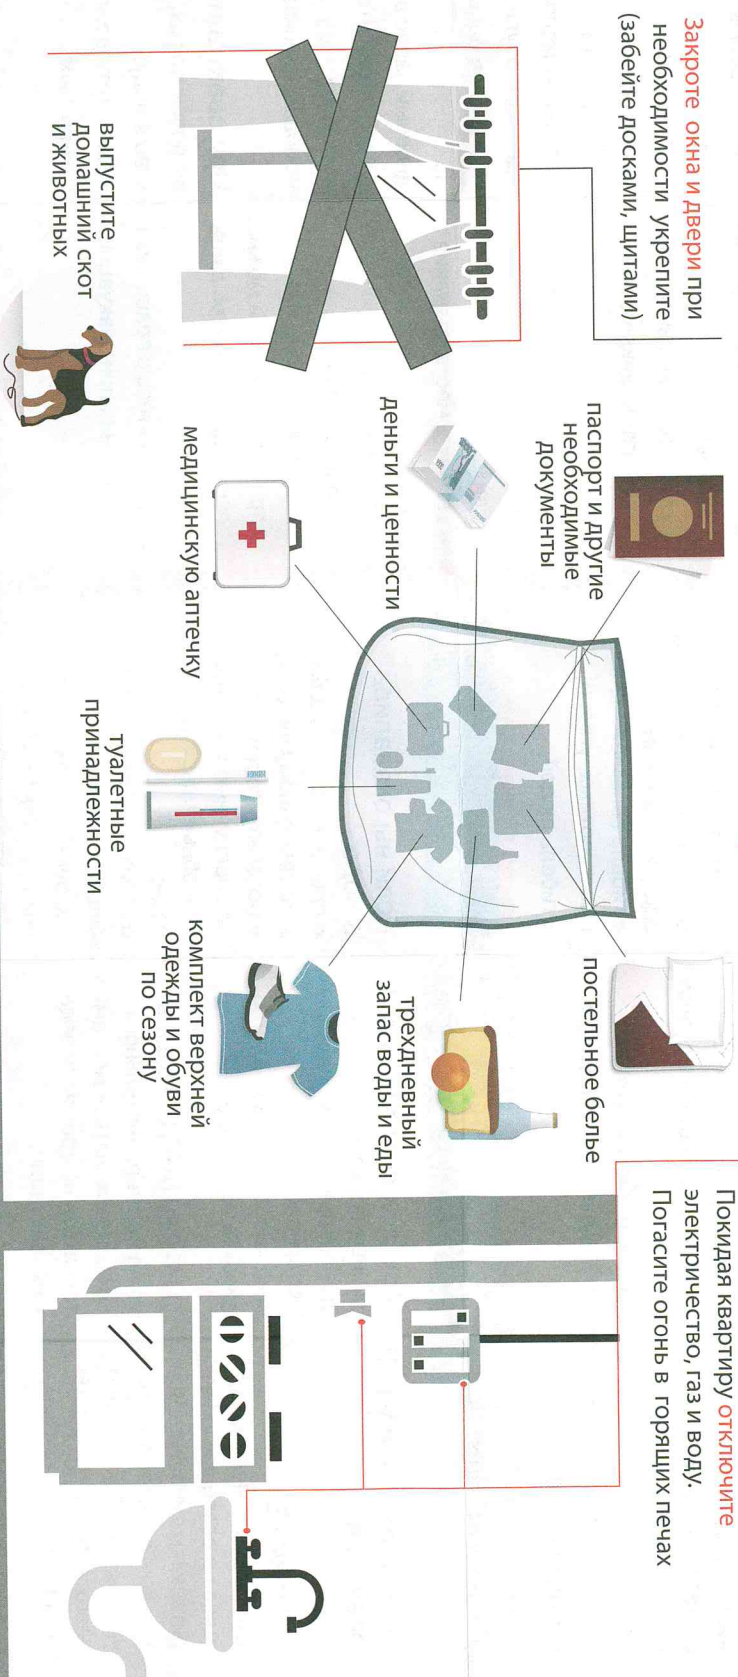 Закроте окна и двери при
необходимости укрепите
(забейте досками, щитами)
выпустите
домашний скот
и животных
паспорт и другие
необходимые
документы
деньги и ценности
медицинскую аптечку
туалетные
принадлежности
комплект верхней
одежды и обуви
по сезону
трехдневный
запас воды и еды
постельное белье
Покидая квартиру отключите
электричество, газ и воду.
Погасите огонь в горящих печах